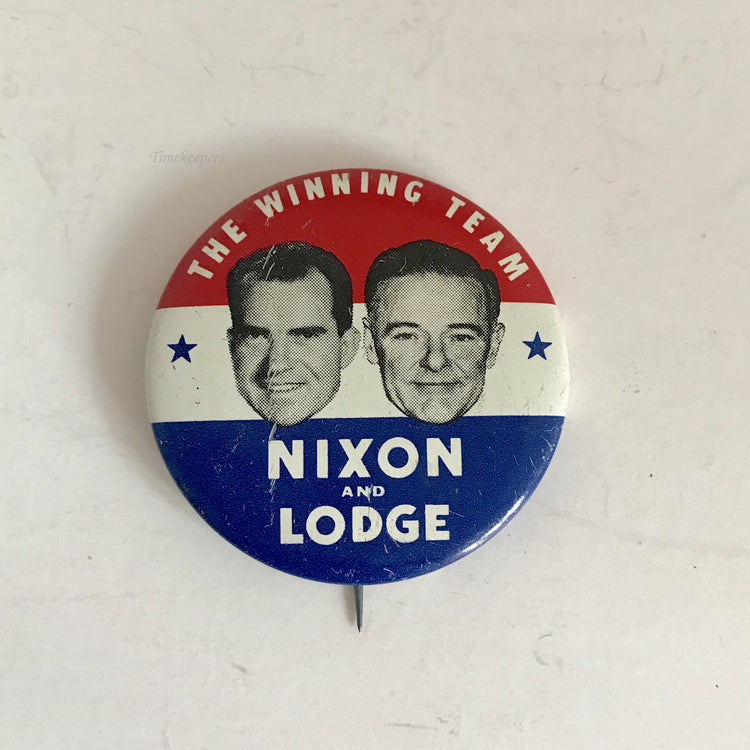 Timekeepers
THE WINNING TEAM
NIXON
AND
LODGE